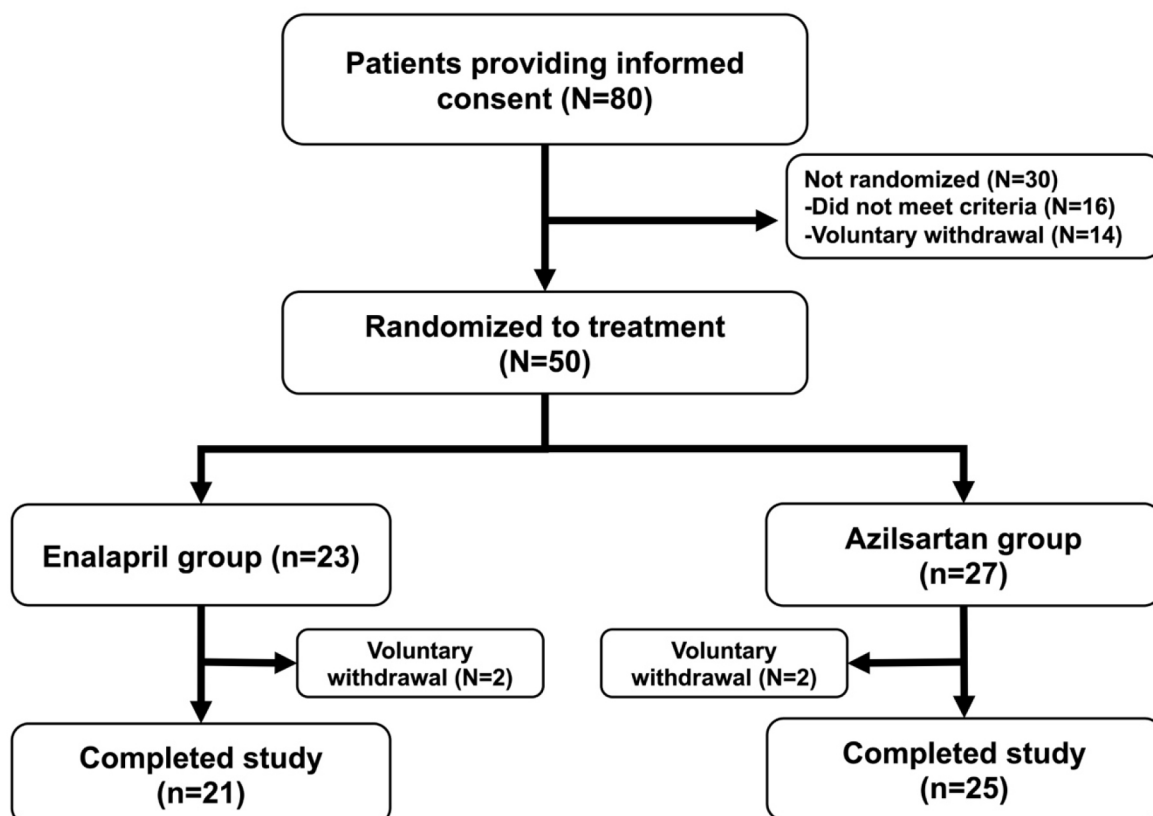 Patients providing informed
consent (N=80)
Not randomized (N=30)
-Did not meet criteria (N=16)
-Voluntary withdrawal (N=14)
Randomized to treatment
(N=50)
Enalapril group (n=23)
Azilsartan group
(n=27)
Voluntary
withdrawal (N=2)
Voluntary
withdrawal (N=2)
Completed study
(n=21)
Completed study
(n=25)